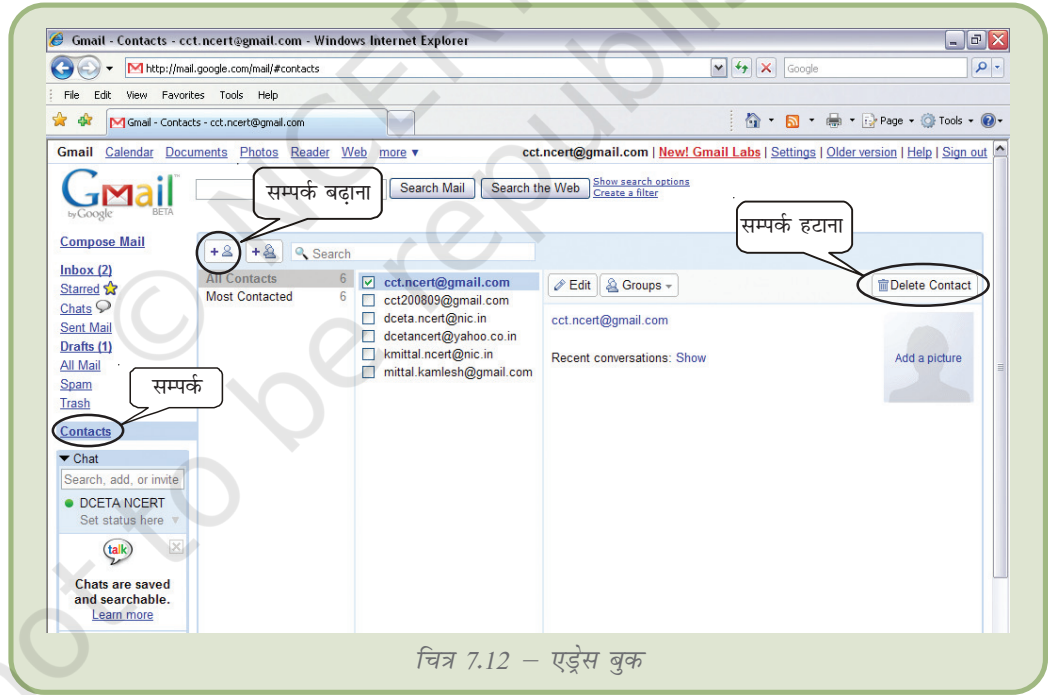 Gmail - Contacts - cct.ncert@gmail.com - Windows Internet Explorer
http://mail.google.com/mail/#contacts
Google
File Edit View Favorites Tools Help
Gmail - Contacts - cct.ncert@gmail.com
Page Tools
Gmail Calendar Documents Photos Reader Web more ▼ cct.ncert@gmail.com | New! Gmail Labs | Settings | Older version | Help | Sign out
GMail
by Google BETA
सम्पर्क बढ़ाना
Search Mail Search the Web Show search options
Create a filter
सम्पर्क हटाना
Compose Mail
Search
Inbox (2)
Starred
Chats
Sent Mail
Drafts (1)
All Mail
Spam
Trash
सम्पर्क
Contacts
All Contacts 6
Most Contacted 6
cct.ncert@gmail.com
cct200809@gmail.com
dceta.ncert@nic.in
dcetancert@yahoo.co.in
kmittal.ncert@nic.in
mittal.kamlesh@gmail.com
Edit Groups Delete Contact
cct.ncert@gmail.com
Recent conversations: Show
Add a picture
▼ Chat
Search, add, or invite
DCETA NCERT
Set status here
talk
Chats are saved
and searchable.
Learn more
चित्र 7.12 – एड्रेस बुक
© NCERT
not to be republis